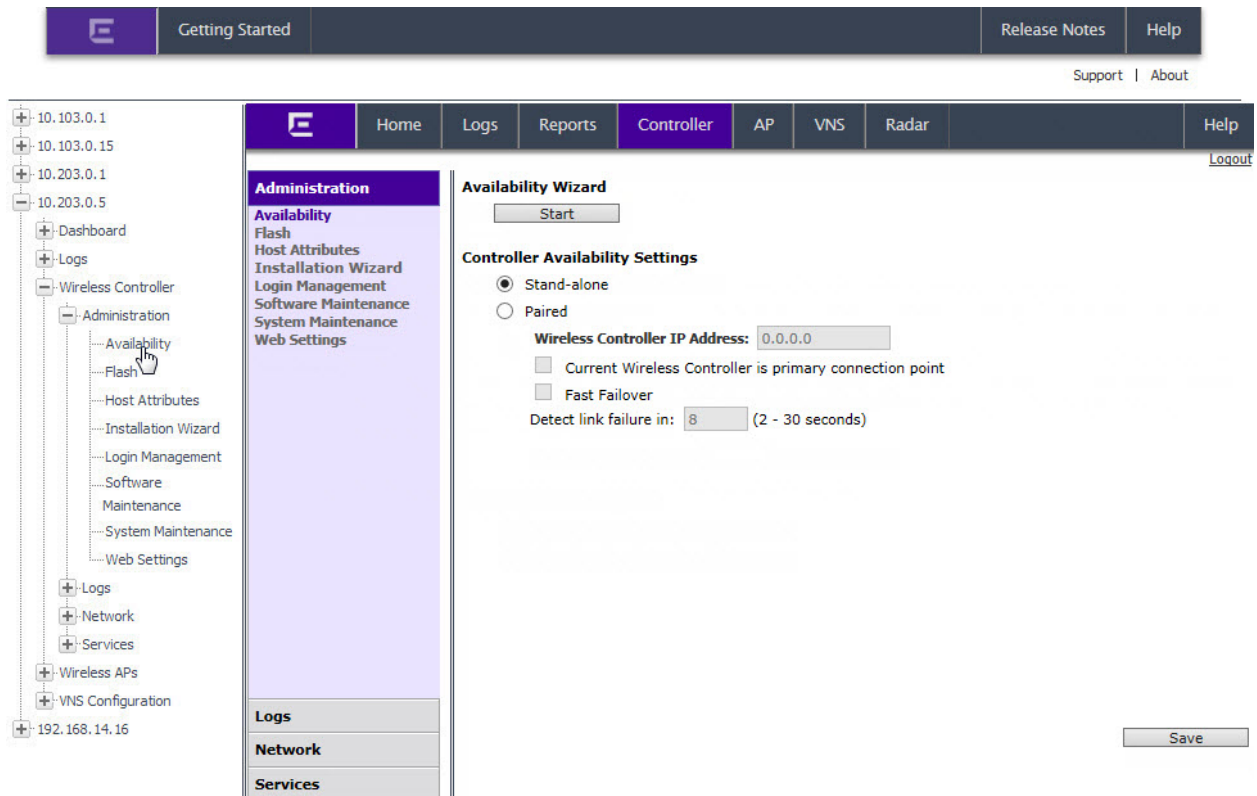 Getting Started
Release Notes
Help
Support | About
10.103.0.1
10.103.0.15
10.203.0.1
10.203.0.5
Dashboard
Logs
Wireless Controller
Administration
Availability
Flash
Host Attributes
Installation Wizard
Login Management
Software
Maintenance
System Maintenance
Web Settings
Logs
Network
Services
Wireless APs
VNS Configuration
192.168.14.16
Home
Logs
Reports
Controller
AP
VNS
Radar
Help
Logout
Administration
Availability
Flash
Host Attributes
Installation Wizard
Login Management
Software Maintenance
System Maintenance
Web Settings
Logs
Network
Services
Availability Wizard
Start
Controller Availability Settings
Stand-alone
Paired
Wireless Controller IP Address: 0.0.0.0
Current Wireless Controller is primary connection point
Fast Failover
Detect link failure in: 8 (2 - 30 seconds)
Save